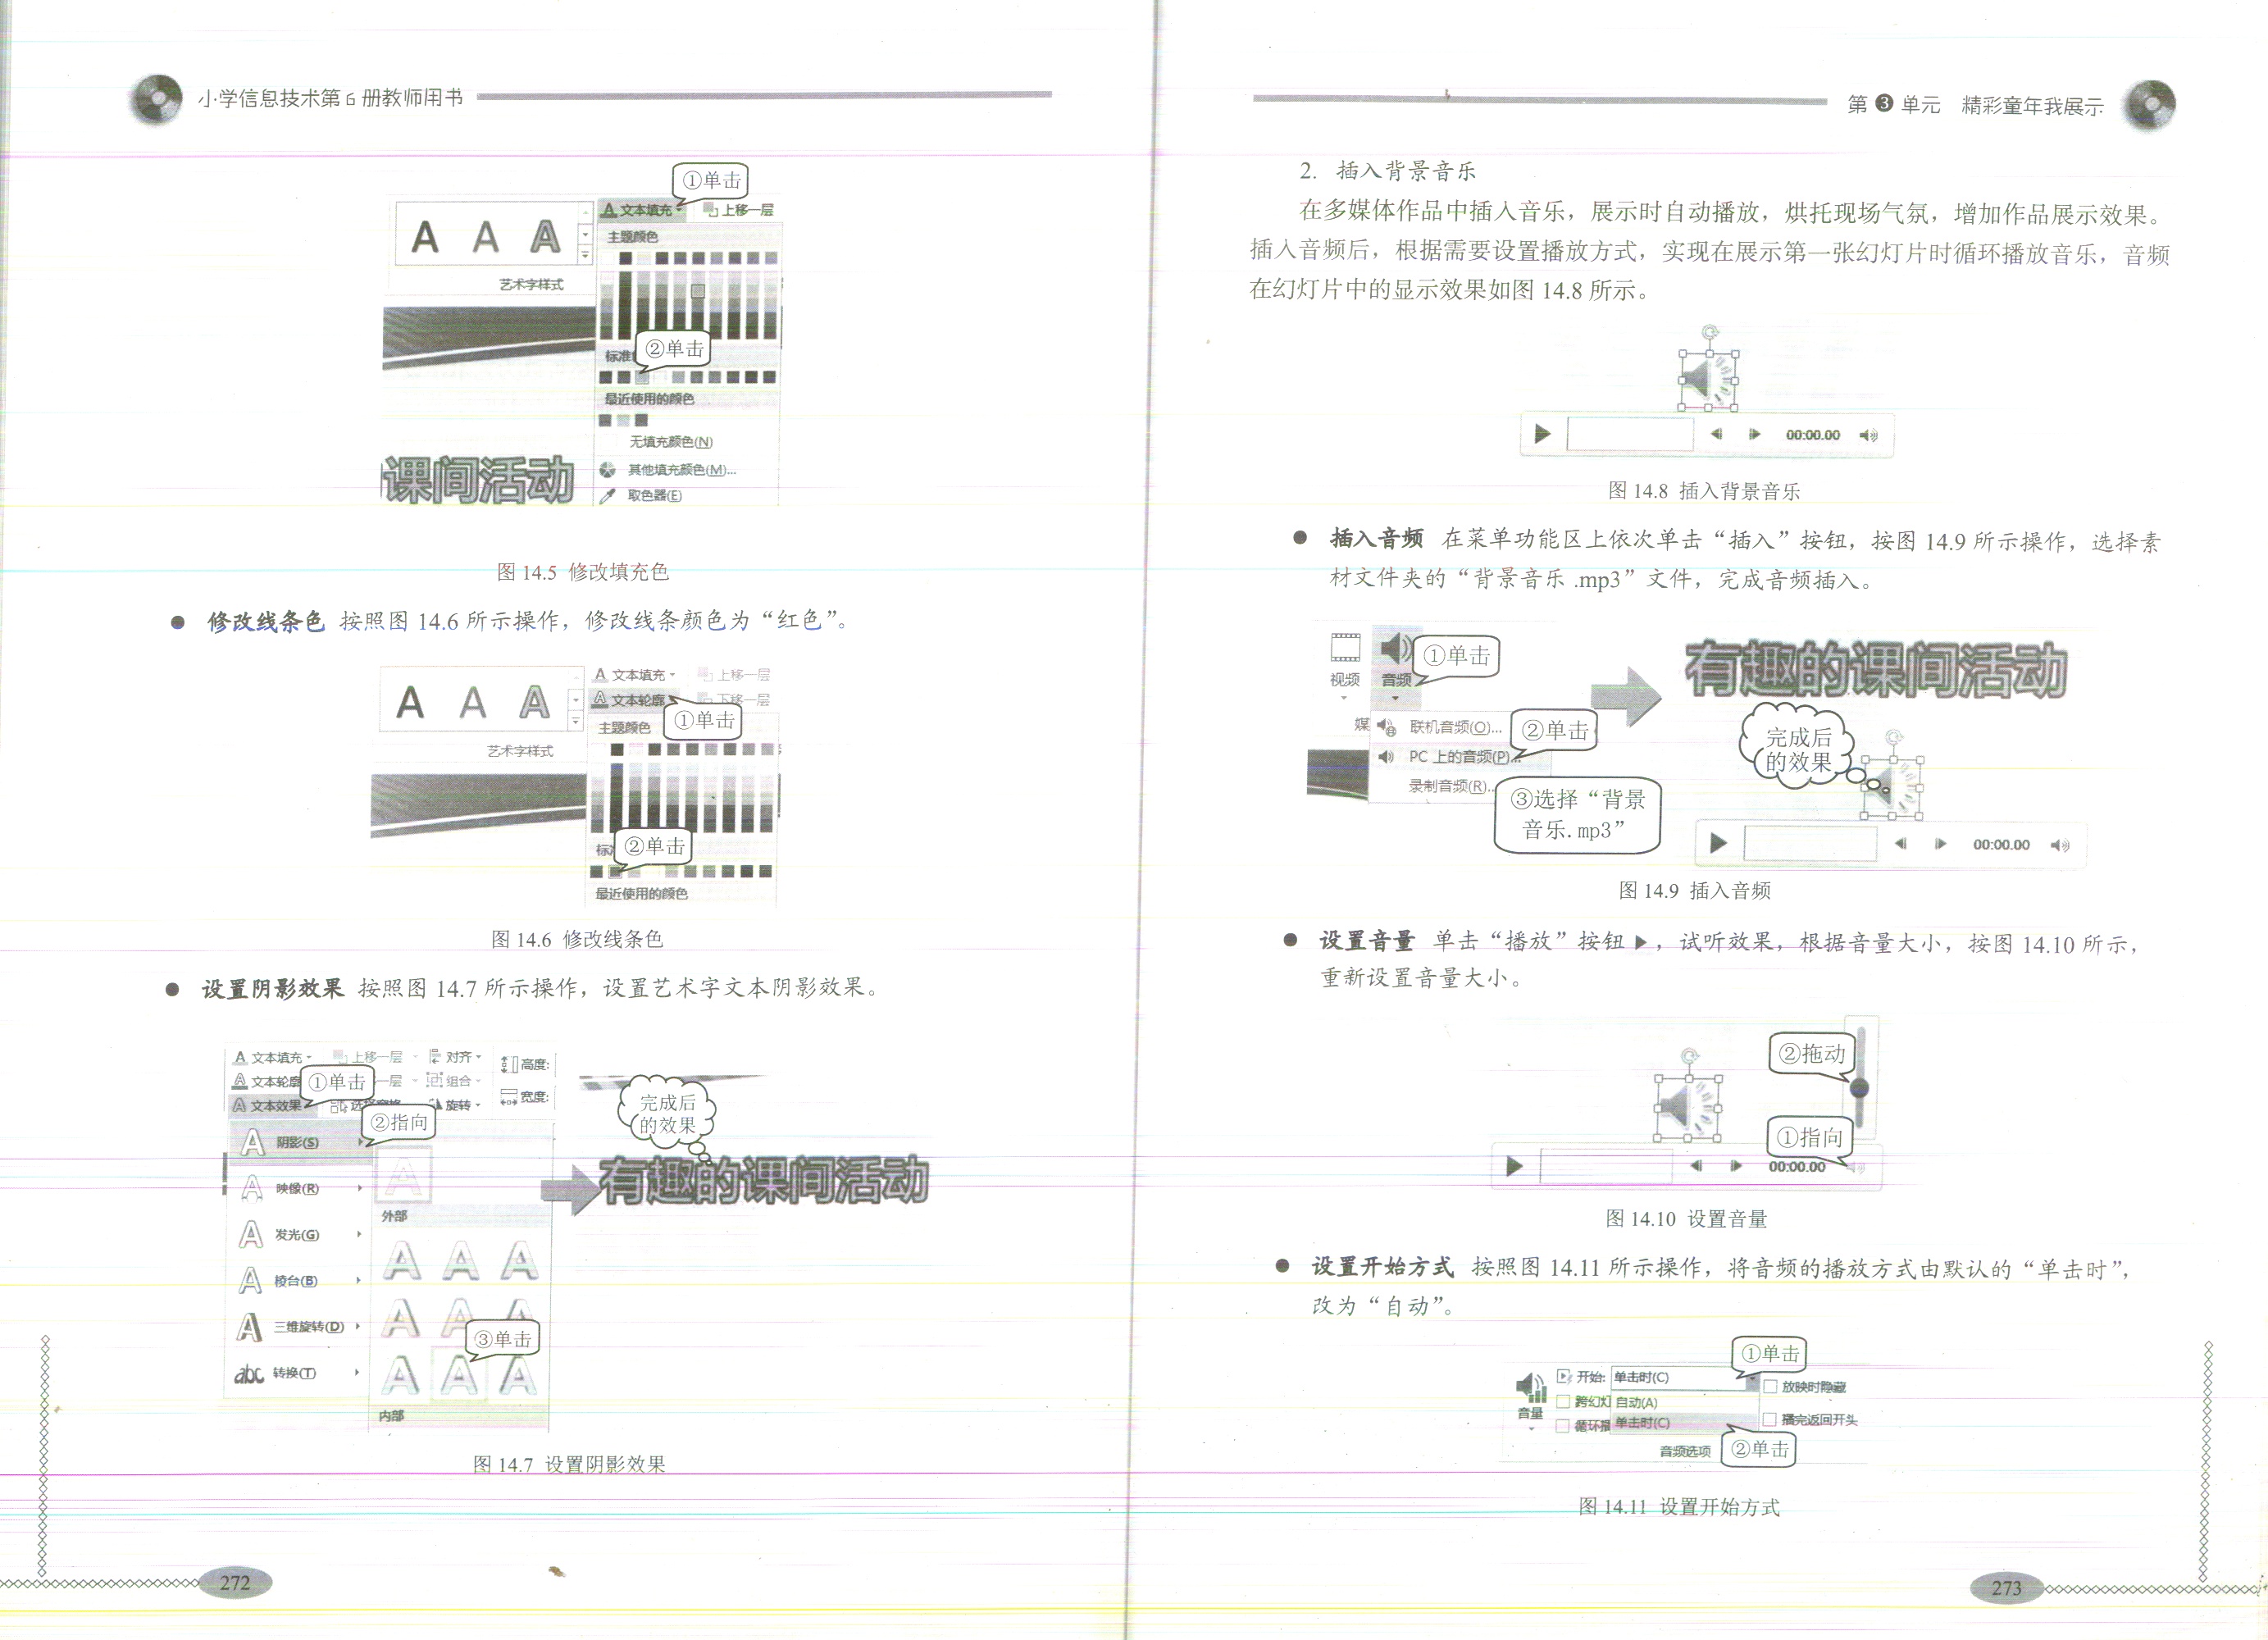 小学信息技术第6册教师用书
①单击
文本填充
上移一层
主题颜色
艺术字样式
②单击
最近使用的颜色
无填充颜色(N)
其他填充颜色(M)...
取色器(E)
课间活动
图 14.5 修改填充色
● 修改线条色 按照图 14.6 所示操作，修改线条颜色为“红色”。
文本填充
上移一层
文本轮廓
下移一层
①单击
主题颜色
艺术字样式
②单击
最近使用的颜色
图 14.6 修改线条色
● 设置阴影效果 按照图 14.7 所示操作，设置艺术字文本阴影效果。
文本填充
上移一层
对齐
高度:
文本轮廓
①单击
组合
宽度:
文本效果
旋转
②指向
阴影(S)
映像(R)
发光(G)
棱台(B)
三维旋转(D)
abc 转换(T)
外部
③单击
内部
完成后
的效果
有趣的课间活动
图 14.7 设置阴影效果
272
第3单元 精彩童年我展示
2. 插入背景音乐
在多媒体作品中插入音乐，展示时自动播放，烘托现场气氛，增加作品展示效果。
插入音频后，根据需要设置播放方式，实现在展示第一张幻灯片时循环播放音乐，音频
在幻灯片中的显示效果如图 14.8 所示。
00:00.00
图 14.8 插入背景音乐
● 插入音频 在菜单功能区上依次单击“插入”按钮，按图 14.9 所示操作，选择素
材文件夹的“背景音乐 .mp3”文件，完成音频插入。
视频
音频
①单击
媒
联机音频(O)...
②单击
PC 上的音频(P)...
录制音频(R)...
③选择“背景
音乐.mp3”
有趣的课间活动
完成后
的效果
00:00.00
图 14.9 插入音频
● 设置音量 单击“播放”按钮▶，试听效果，根据音量大小，按图 14.10 所示，
重新设置音量大小。
②拖动
①指向
00:00.00
图 14.10 设置音量
● 设置开始方式 按照图 14.11 所示操作，将音频的播放方式由默认的“单击时”，
改为“自动”。
①单击
开始: 单击时(C)
放映时隐藏
音量
跨幻灯
自动(A)
循环播
单击时(C)
播完返回开头
音频选项
②单击
图 14.11 设置开始方式
273